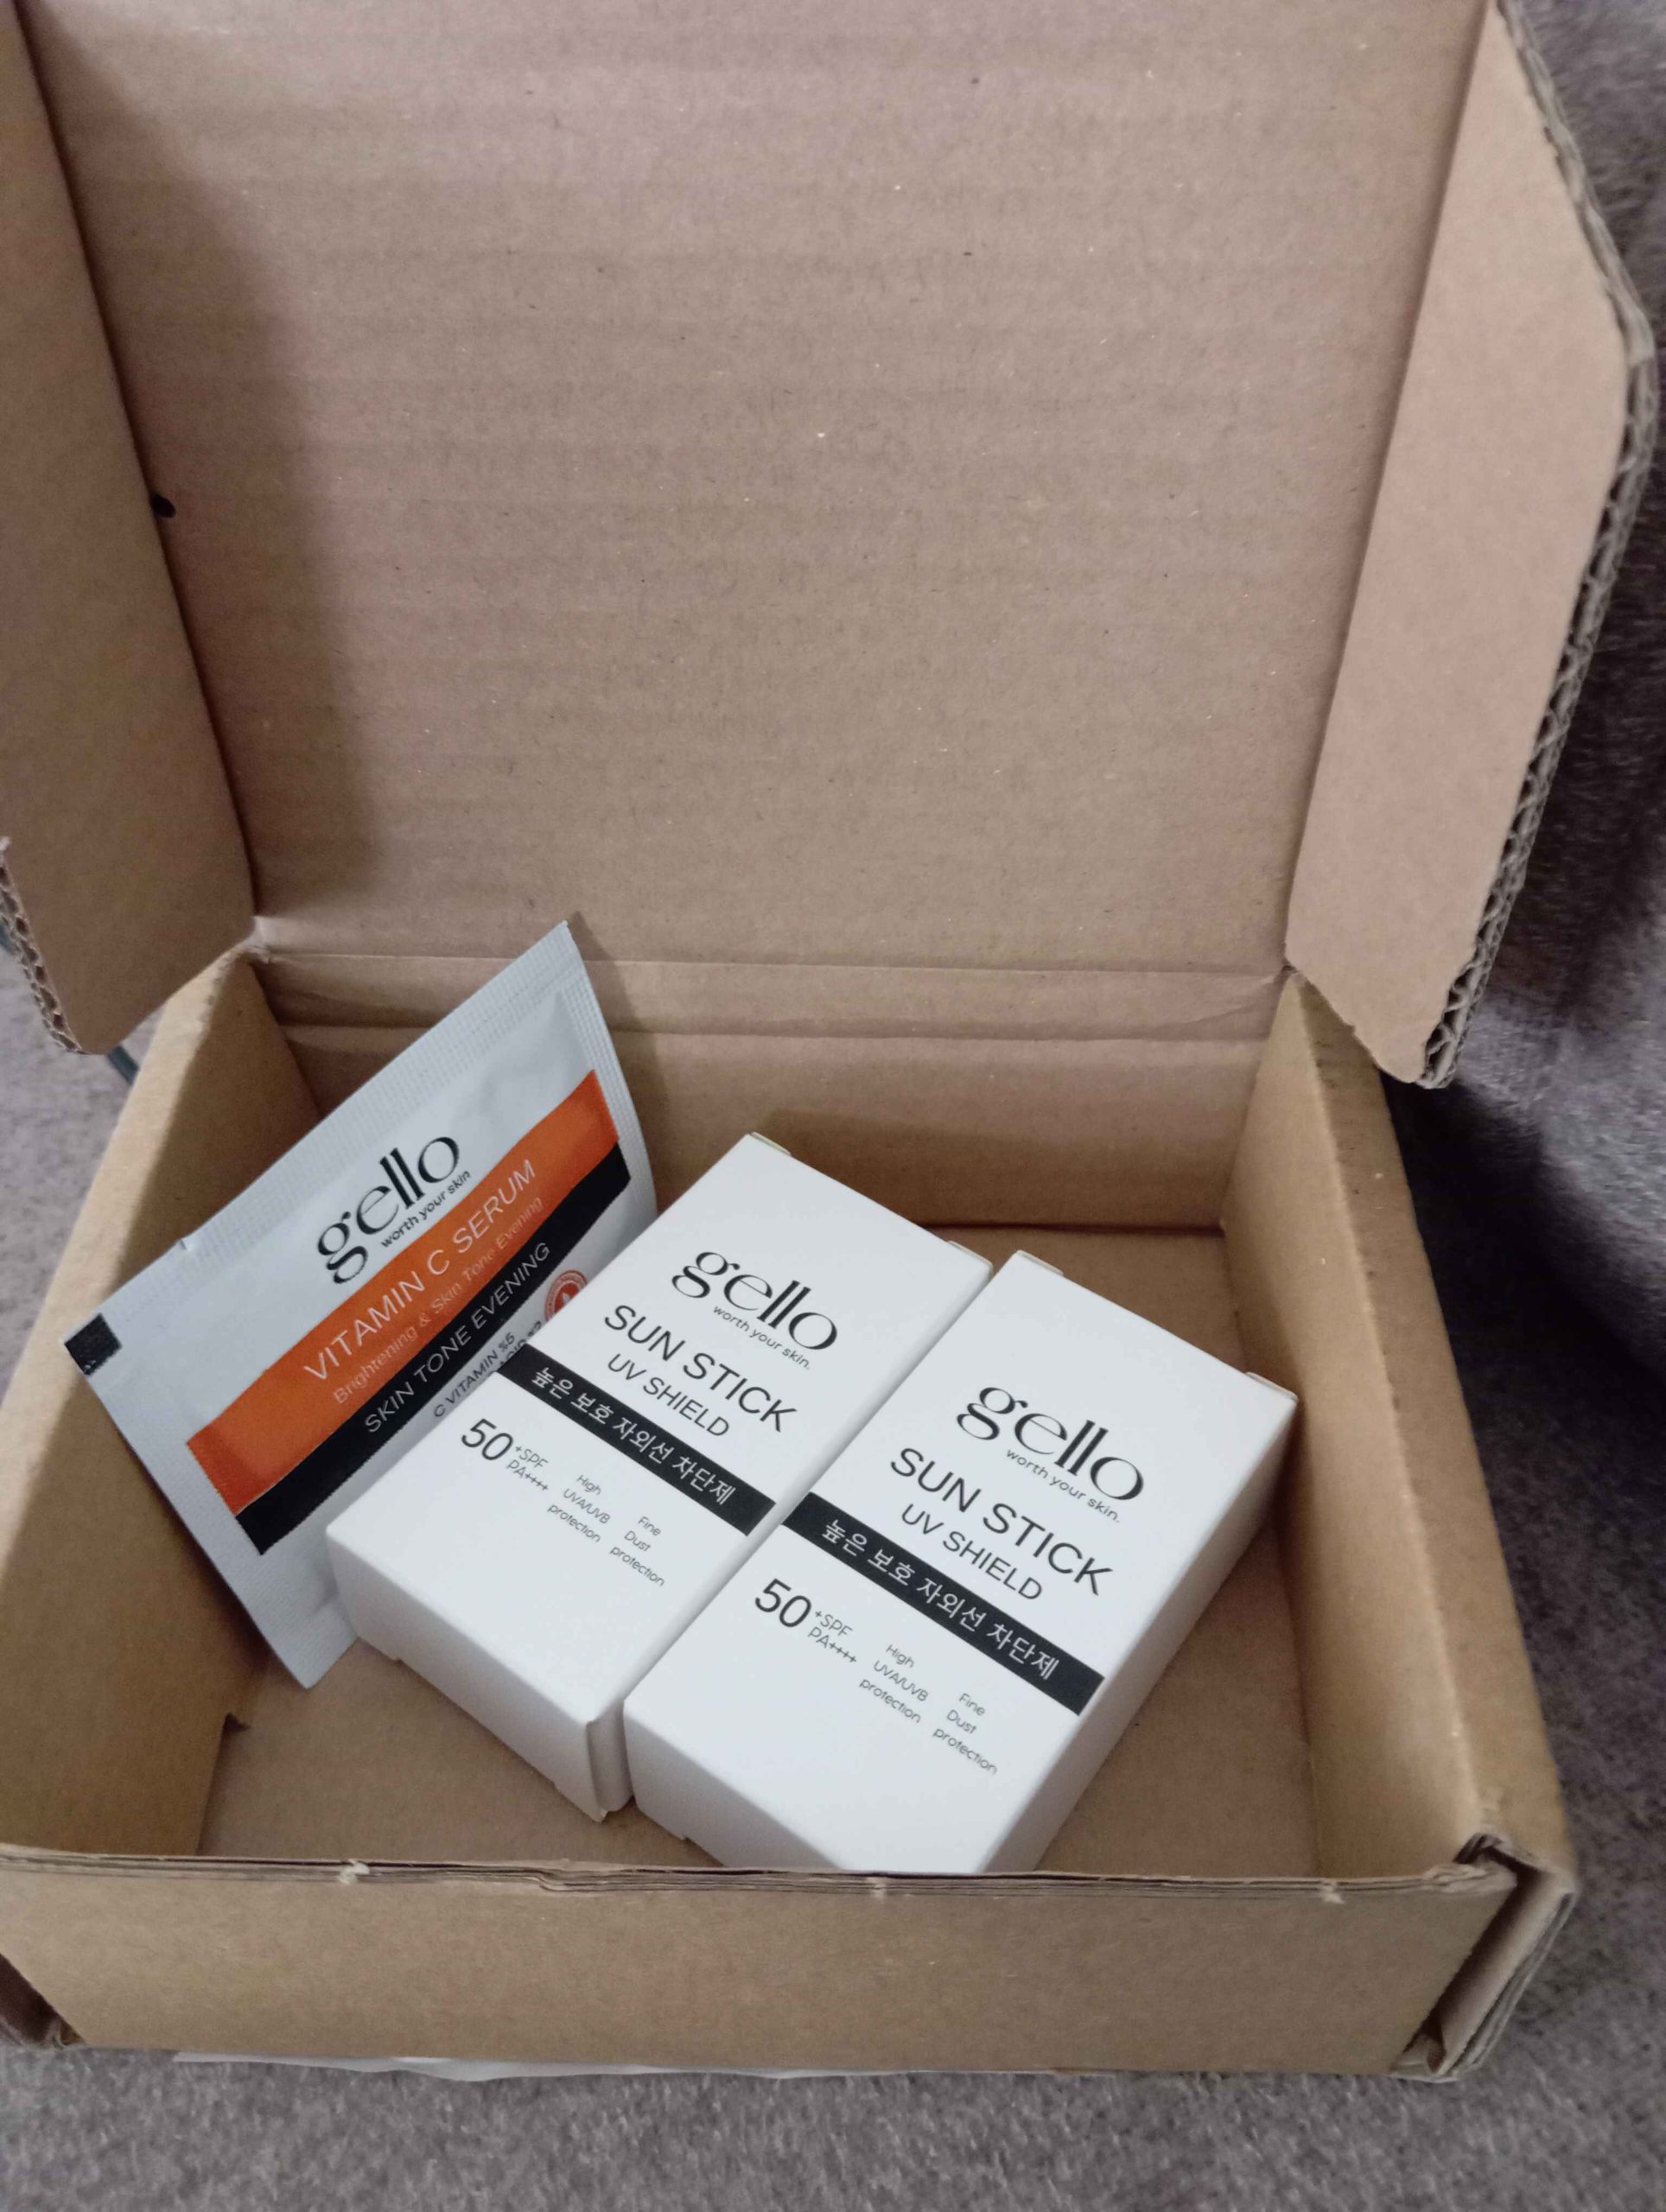 gello
worth your skin
VITAMIN C SERUM
Brightening & Skin Tone Evening
SKIN TONE EVENING
C VITAMIN %5
gello
worth your skin.
SUN STICK
UV SHIELD
높은 보호 자외선 차단제
50 +SPF
PA++++
High
UVA/UVB
protection
Fine
Dust
protection
gello
worth your skin.
SUN STICK
UV SHIELD
높은 보호 자외선 차단제
50 +SPF
PA++++
High
UVA/UVB
protection
Fine
Dust
protection